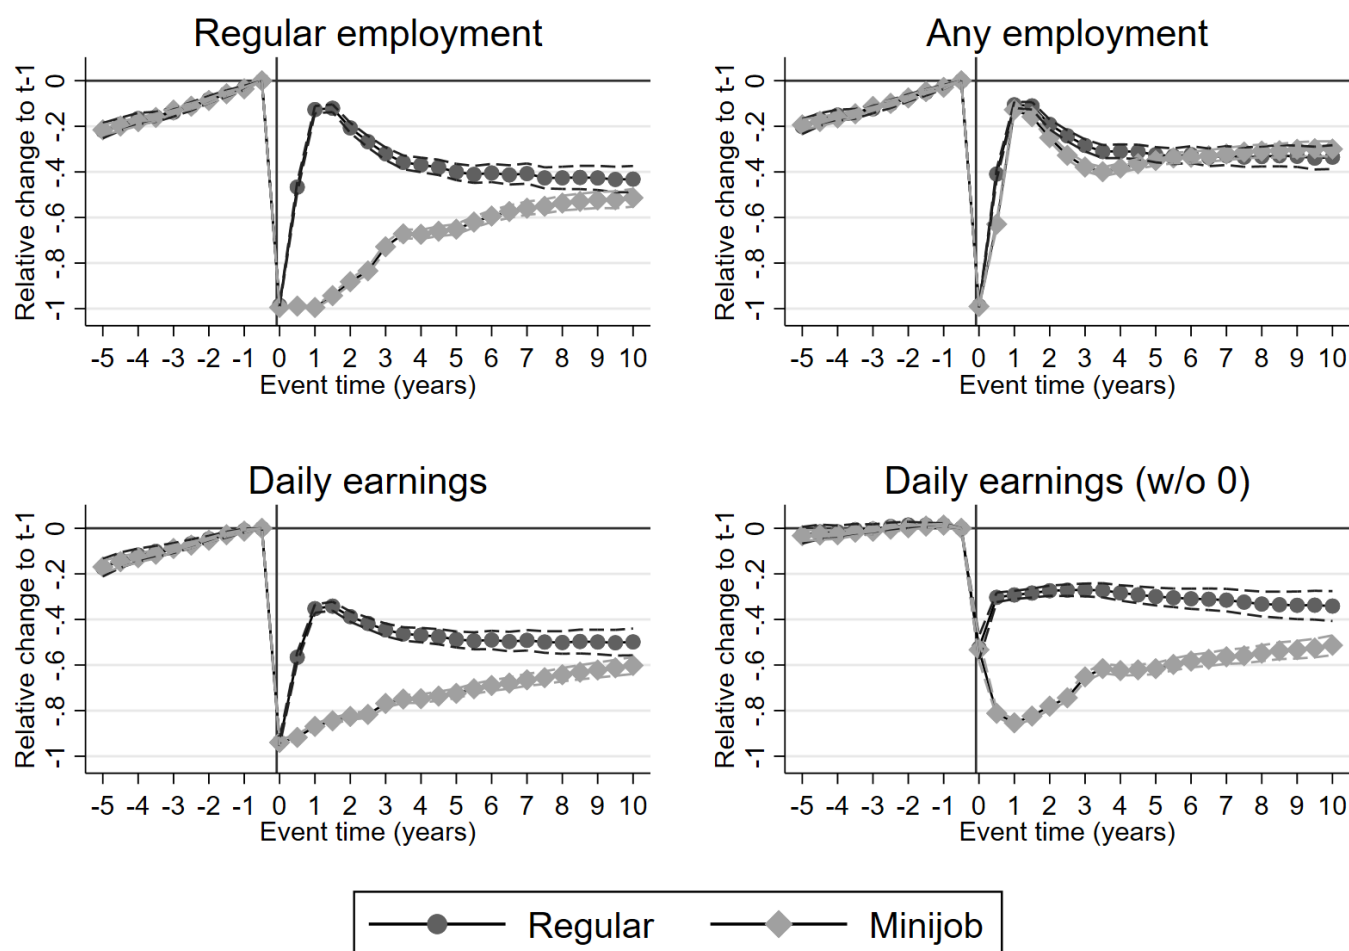 Regular employment
Relative change to t-1
0
-.2
-.4
-.6
-.8
-1
-5 -4 -3 -2 -1 0 1 2 3 4 5 6 7 8 9 10
Event time (years)
Any employment
Relative change to t-1
0
-.2
-.4
-.6
-.8
-1
-5 -4 -3 -2 -1 0 1 2 3 4 5 6 7 8 9 10
Event time (years)
Daily earnings
Relative change to t-1
0
-.2
-.4
-.6
-.8
-1
-5 -4 -3 -2 -1 0 1 2 3 4 5 6 7 8 9 10
Event time (years)
Daily earnings (w/o 0)
Relative change to t-1
0
-.2
-.4
-.6
-.8
-1
-5 -4 -3 -2 -1 0 1 2 3 4 5 6 7 8 9 10
Event time (years)
Regular Minijob